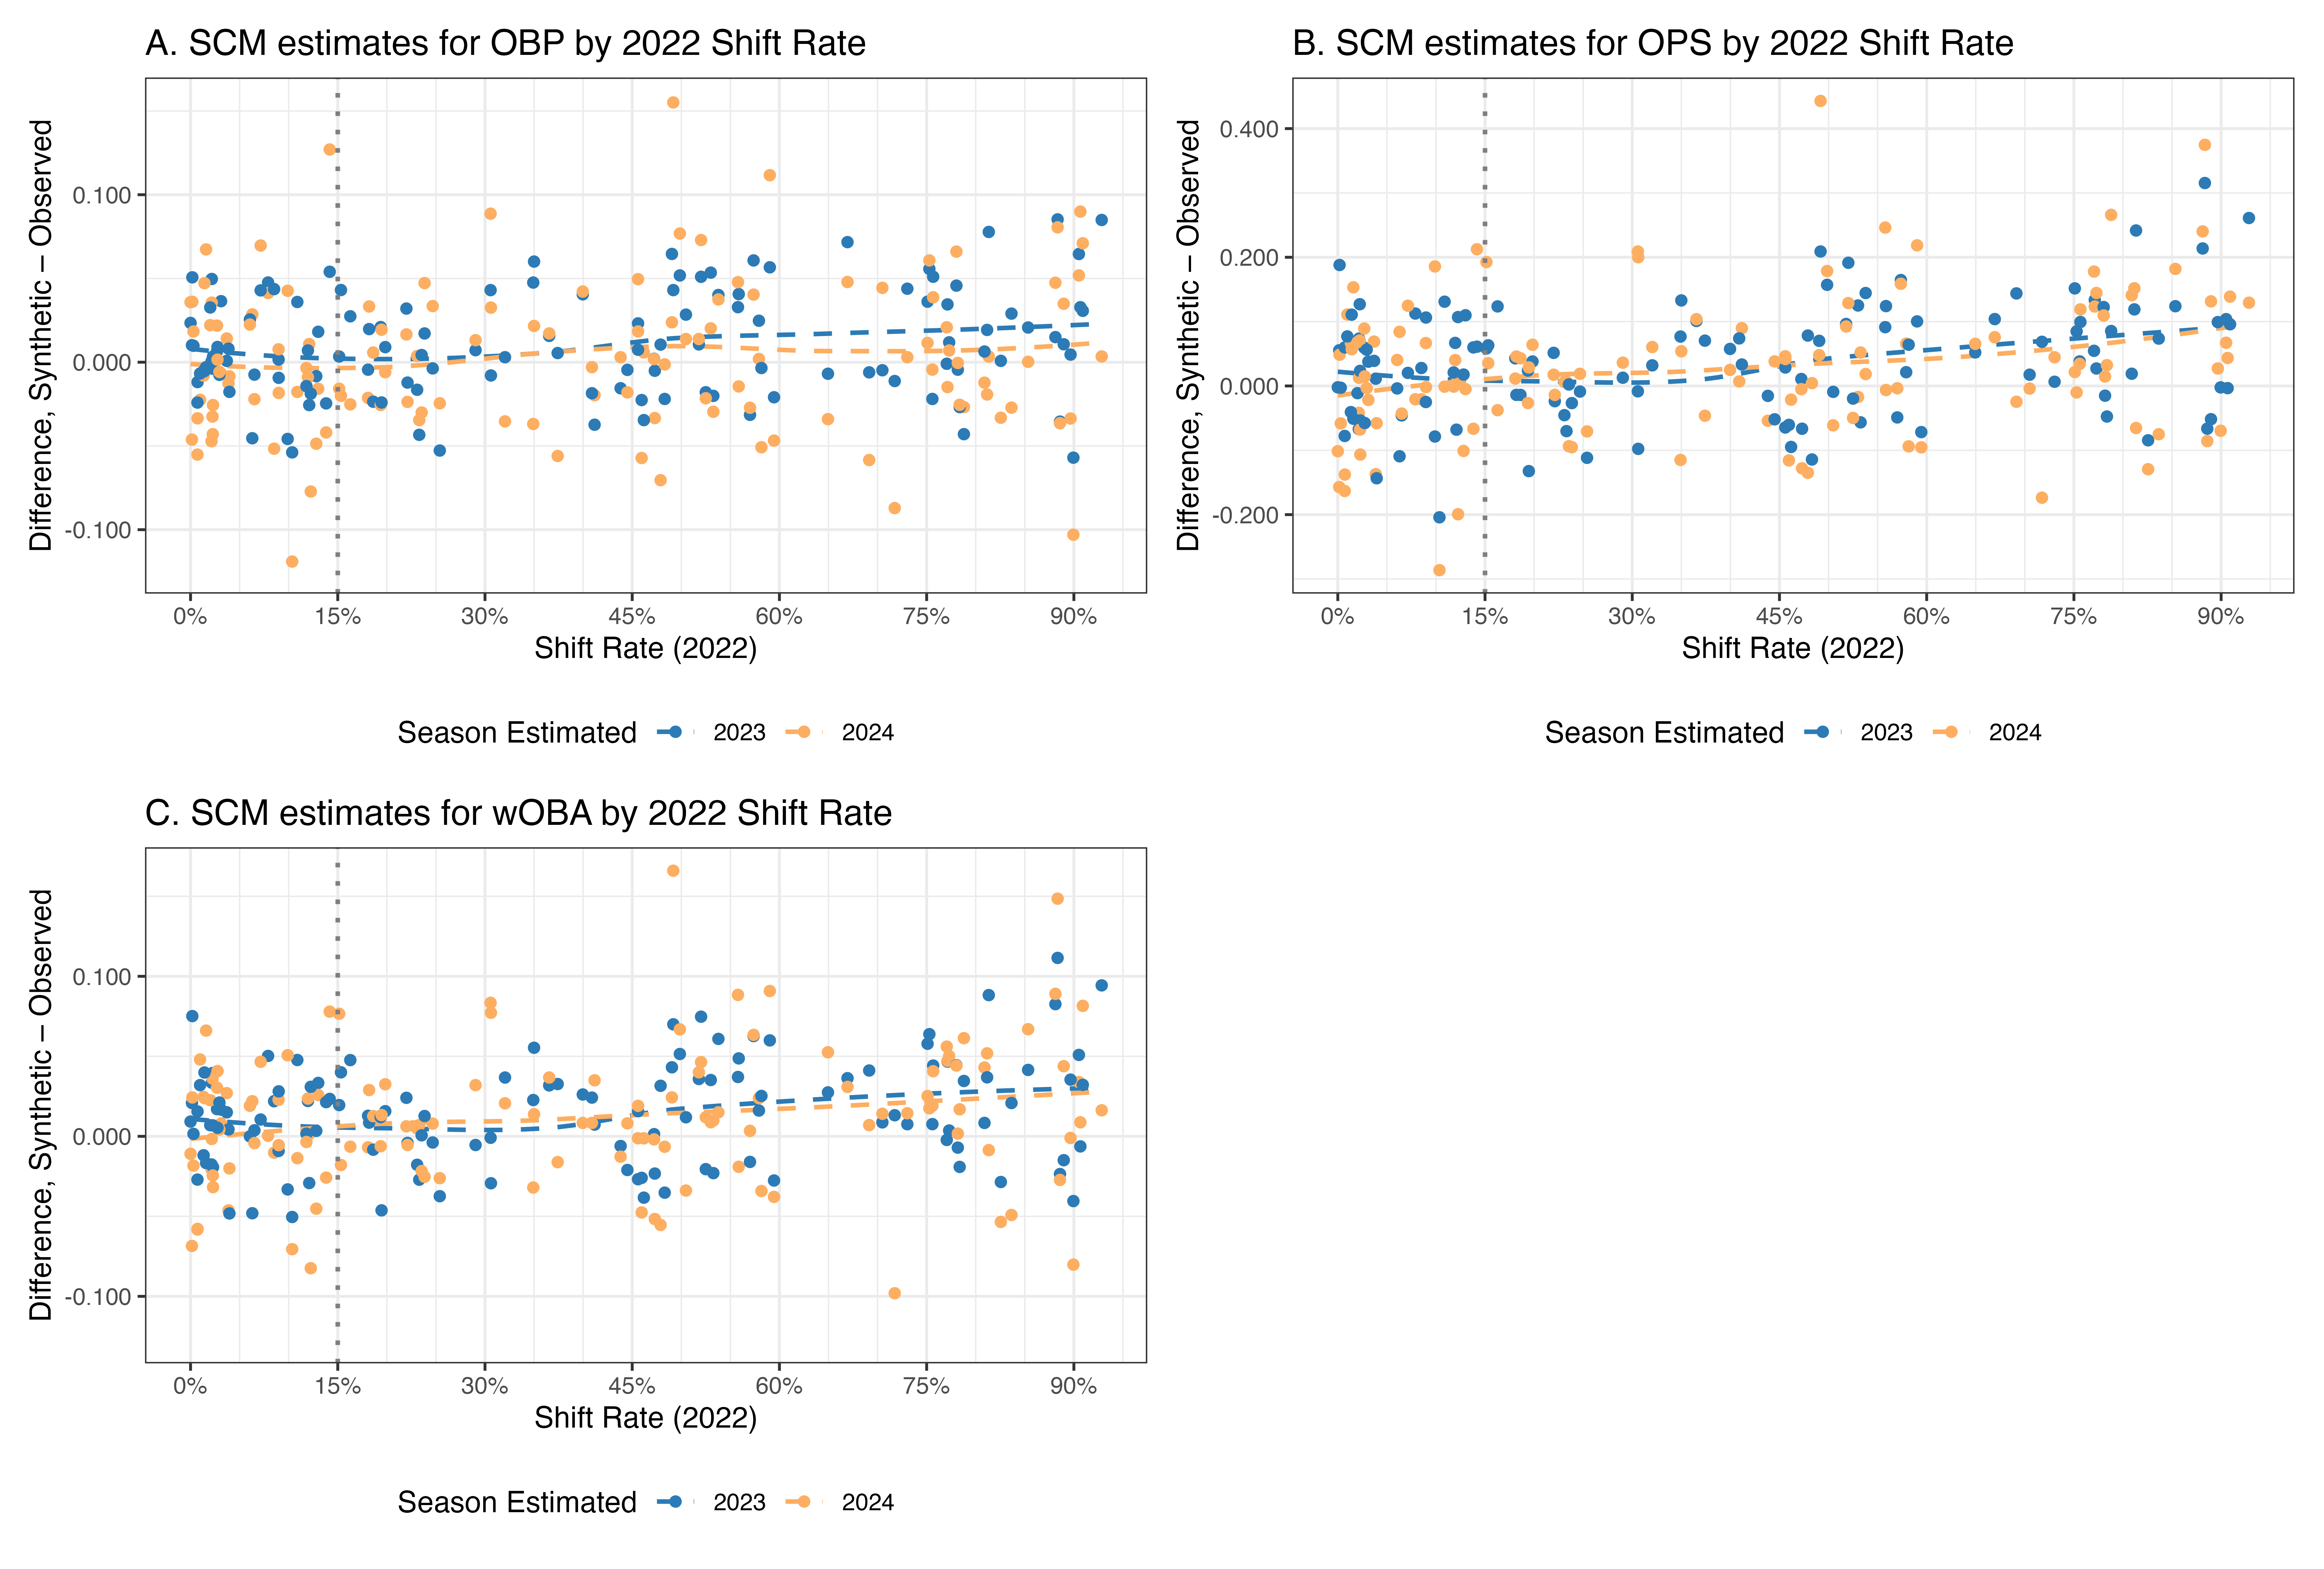 A. SCM estimates for OBP by 2022 Shift Rate
Difference, Synthetic – Observed
0.100
0.000
-0.100
0% 15% 30% 45% 60% 75% 90%
Shift Rate (2022)
Season Estimated 2023 2024
B. SCM estimates for OPS by 2022 Shift Rate
Difference, Synthetic – Observed
0.400
0.200
0.000
-0.200
0% 15% 30% 45% 60% 75% 90%
Shift Rate (2022)
Season Estimated 2023 2024
C. SCM estimates for wOBA by 2022 Shift Rate
Difference, Synthetic – Observed
0.100
0.000
-0.100
0% 15% 30% 45% 60% 75% 90%
Shift Rate (2022)
Season Estimated 2023 2024